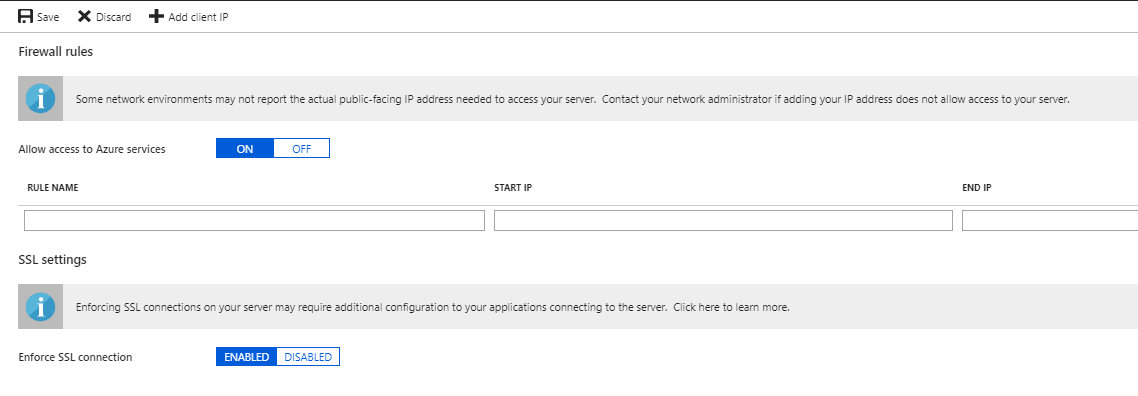 Save Discard Add client IP
Firewall rules
Some network environments may not report the actual public-facing IP address needed to access your server. Contact your network administrator if adding your IP address does not allow access to your server.
Allow access to Azure services ON OFF
RULE NAME START IP END IP
SSL settings
Enforcing SSL connections on your server may require additional configuration to your applications connecting to the server. Click here to learn more.
Enforce SSL connection ENABLED DISABLED